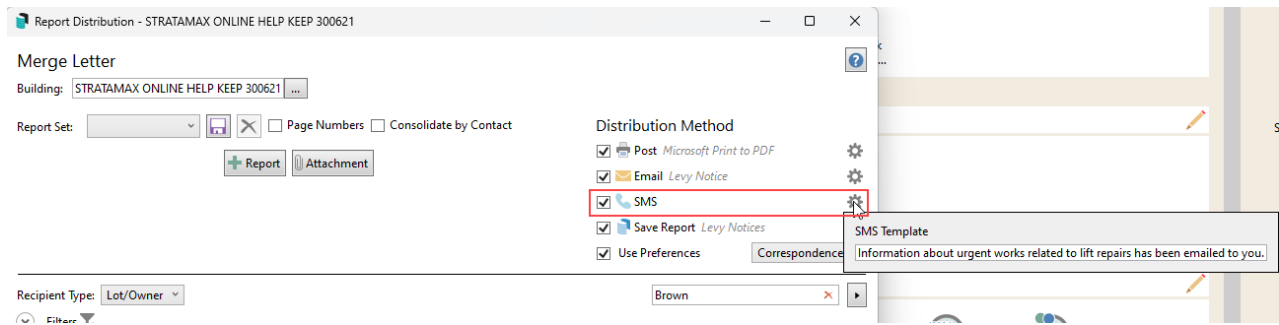 Report Distribution - STRATAMAX ONLINE HELP KEEP 300621
Merge Letter
Building: STRATAMAX ONLINE HELP KEEP 300621 ...
Report Set: Page Numbers Consolidate by Contact
Report Attachment
Distribution Method
Post Microsoft Print to PDF
Email Levy Notice
SMS
Save Report Levy Notices
Use Preferences Correspondence
SMS Template
Information about urgent works related to lift repairs has been emailed to you.
Recipient Type: Lot/Owner Brown
Filters